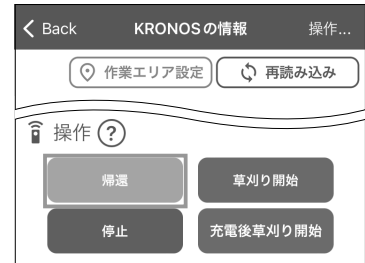 Back KRONOSの情報 操作...
作業エリア設定 再読み込み
操作 ?
帰還 草刈り開始
停止 充電後草刈り開始